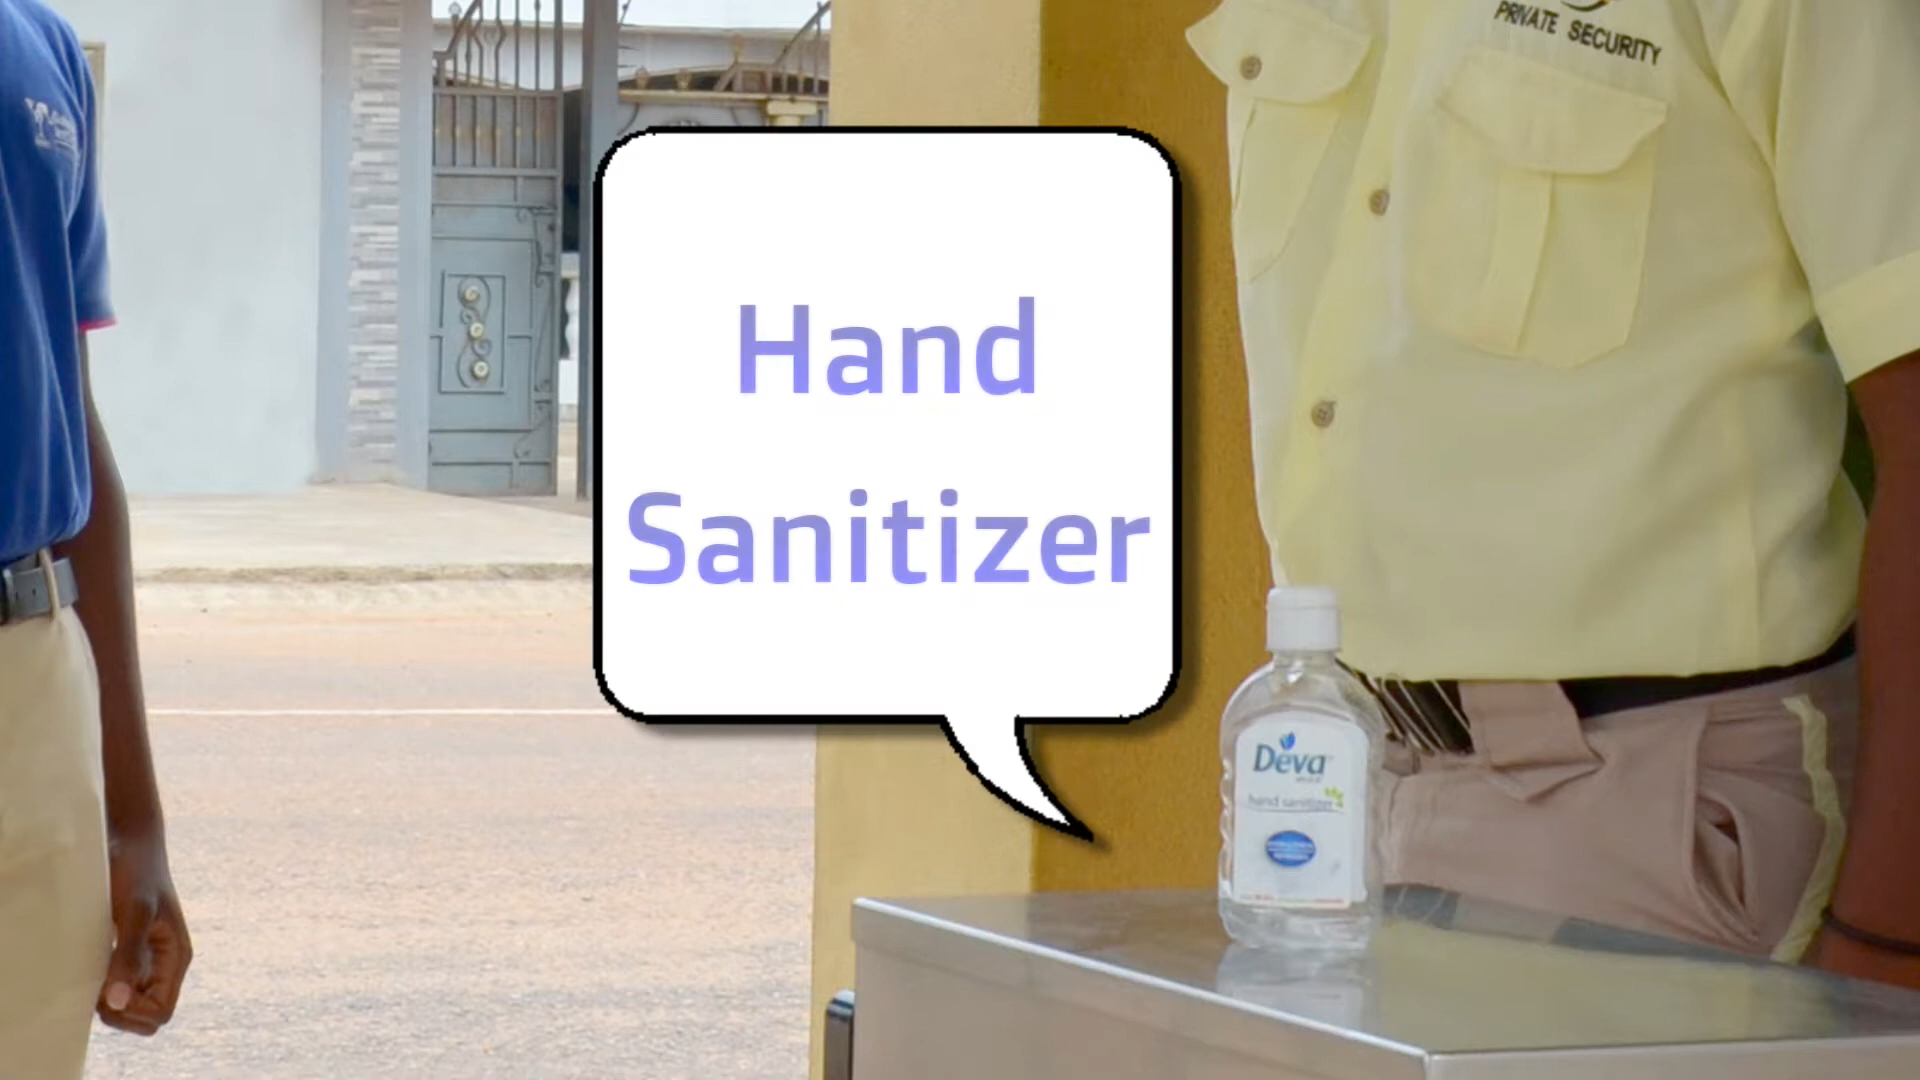 PRIVATE SECURITY
Hand
Sanitizer
Deva
hand sanitizer